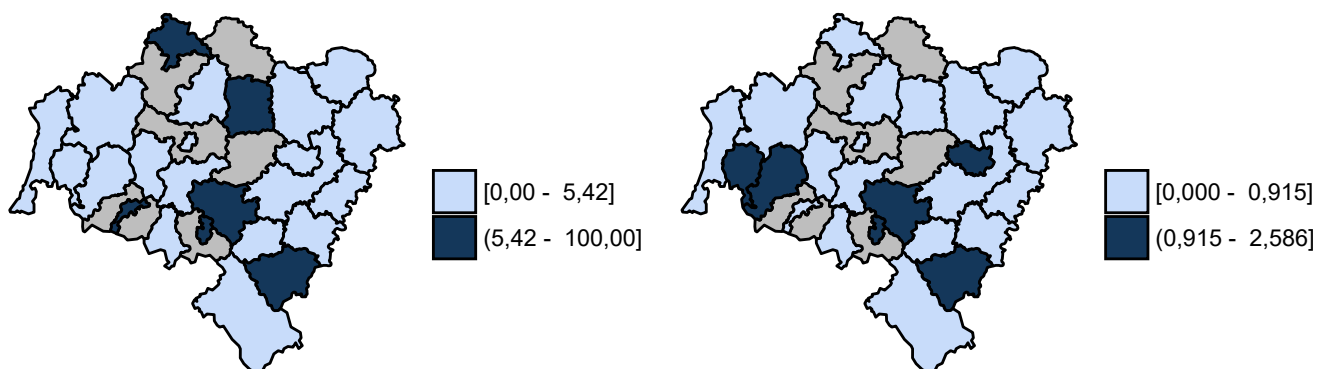 [0,00 - 5,42]
(5,42 - 100,00]
[0,000 - 0,915]
(0,915 - 2,586]